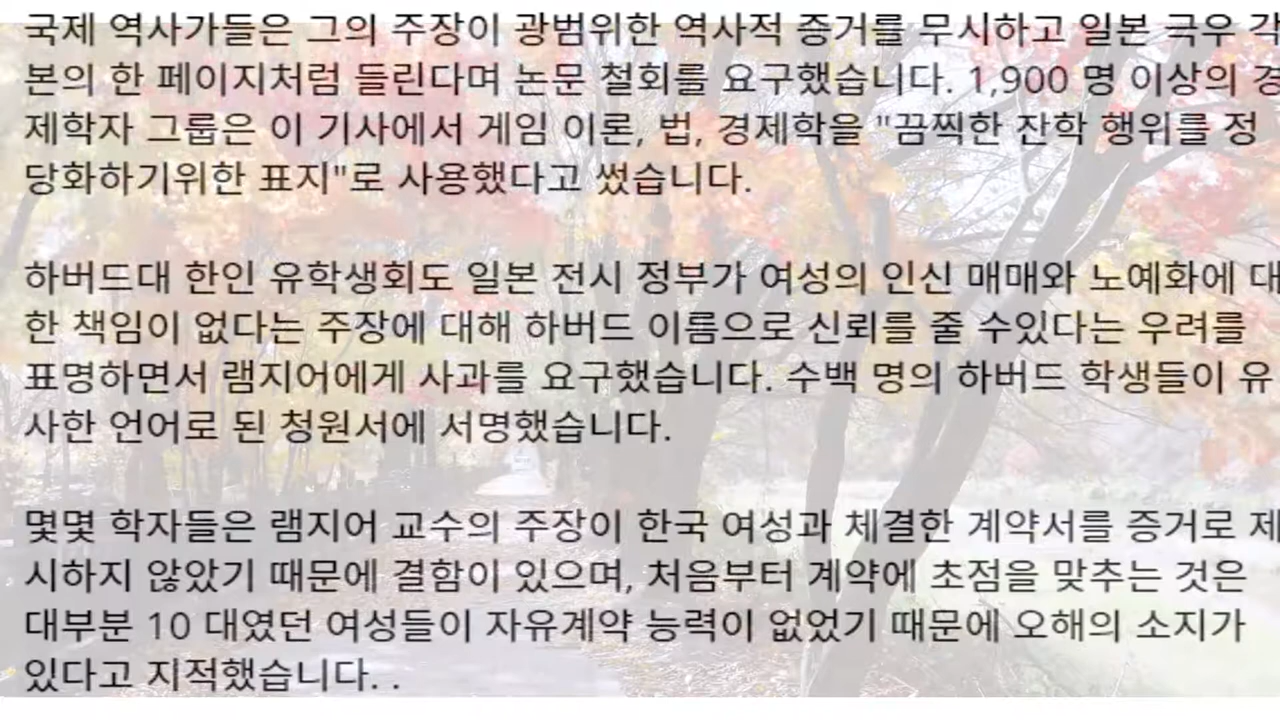 국제 역사가들은 그의 주장이 광범위한 역사적 증거를 무시하고 일본 극우 각
본의 한 페이지처럼 들린다며 논문 철회를 요구했습니다. 1,900 명 이상의 경
제학자 그룹은 이 기사에서 게임 이론, 법, 경제학을 "끔찍한 잔학 행위를 정
당화하기위한 표지"로 사용했다고 썼습니다.
하버드대 한인 유학생회도 일본 전시 정부가 여성의 인신 매매와 노예화에 대
한 책임이 없다는 주장에 대해 하버드 이름으로 신뢰를 줄 수있다는 우려를
표명하면서 램지어에게 사과를 요구했습니다. 수백 명의 하버드 학생들이 유
사한 언어로 된 청원서에 서명했습니다.
몇몇 학자들은 램지어 교수의 주장이 한국 여성과 체결한 계약서를 증거로 제
시하지 않았기 때문에 결함이 있으며, 처음부터 계약에 초점을 맞추는 것은
대부분 10 대였던 여성들이 자유계약 능력이 없었기 때문에 오해의 소지가
있다고 지적했습니다. .